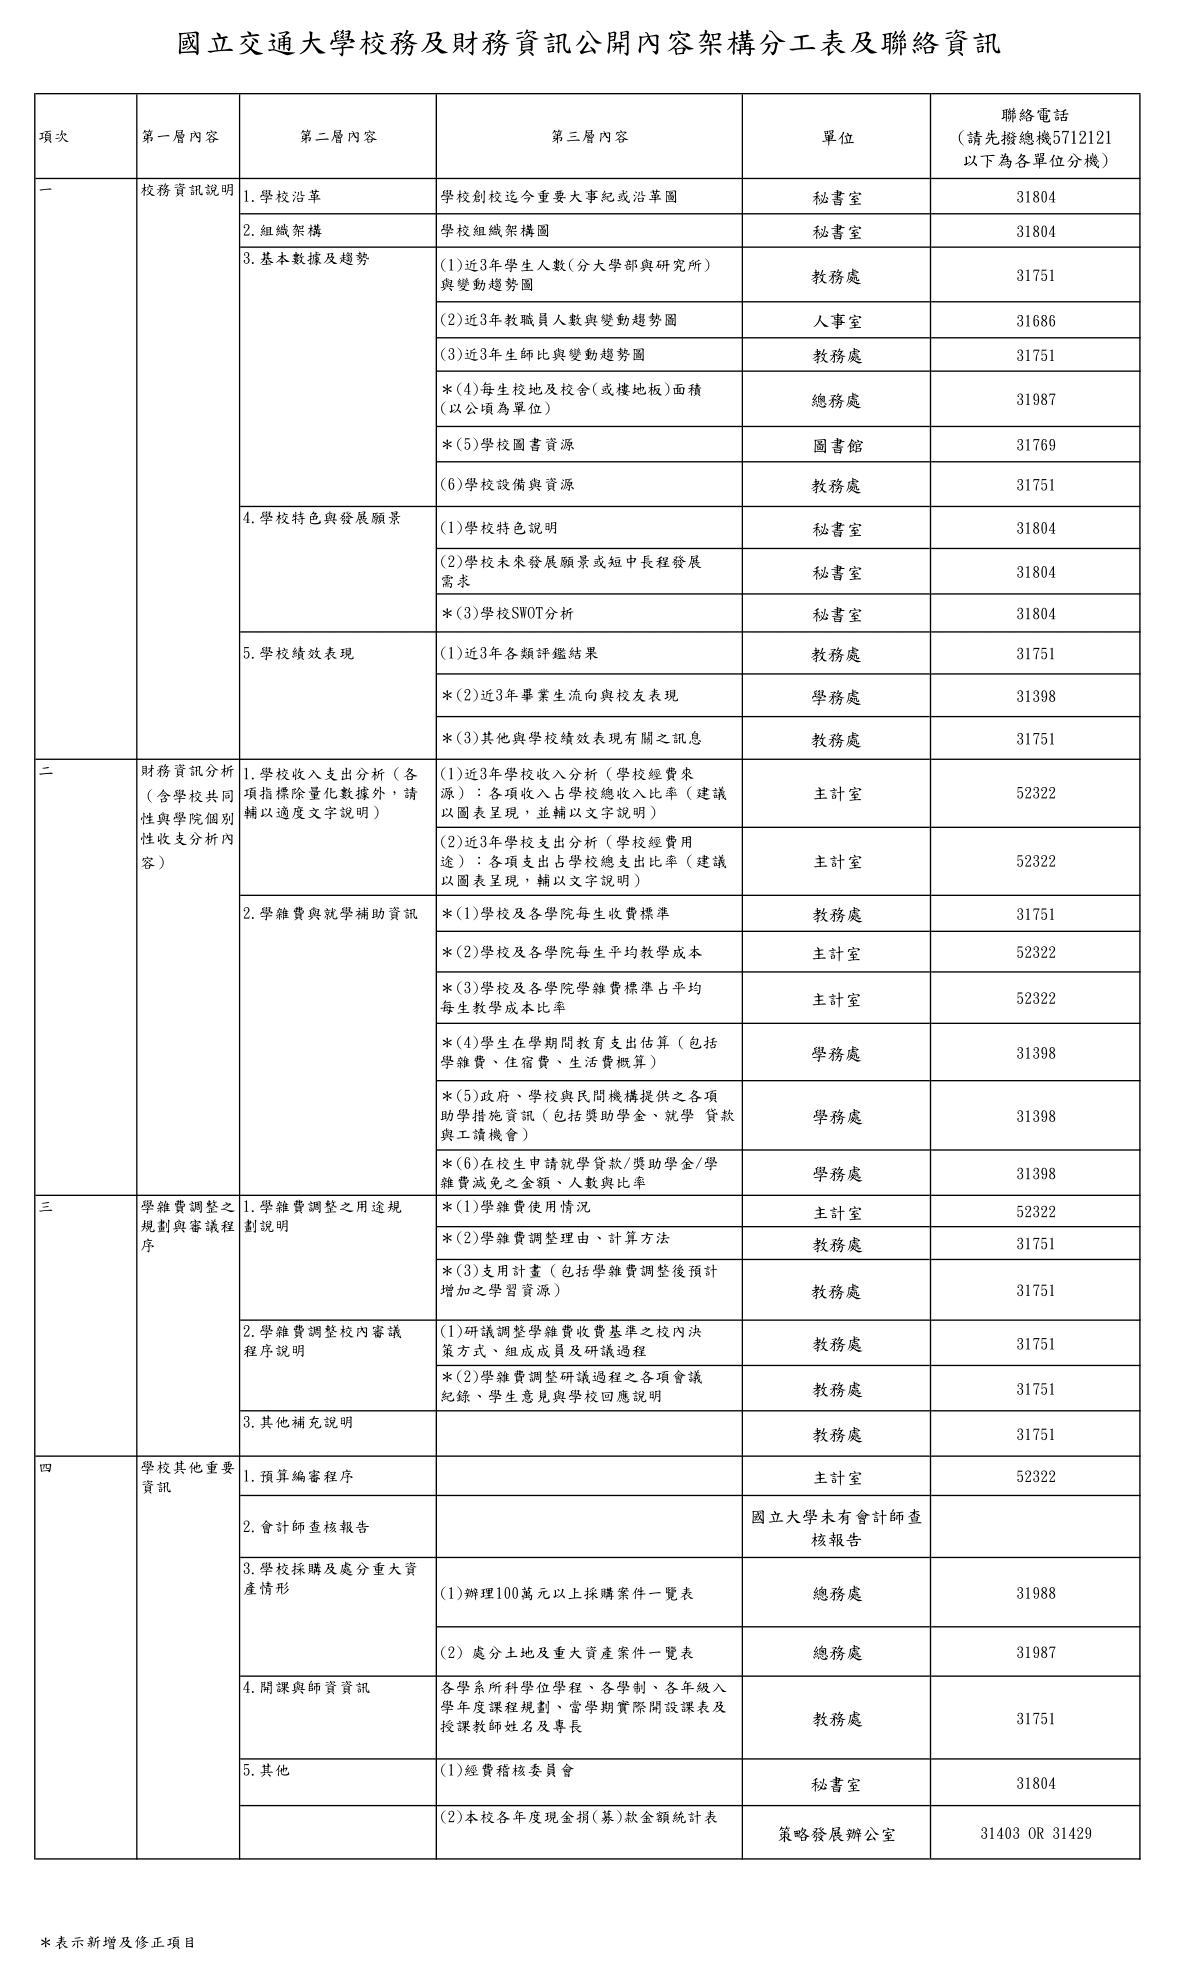 國立交通大學校務及財務資訊公開內容架構分工表及聯絡資訊
項次 第一層內容 第二層內容 第三層內容 單位 聯絡電話
（請先撥總機5712121
以下為各單位分機）
一 校務資訊說明 1.學校沿革 學校創校迄今重要大事紀或沿革圖 秘書室 31804
2.組織架構 學校組織架構圖 秘書室 31804
3.基本數據及趨勢 (1)近3年學生人數(分大學部與研究所)
與變動趨勢圖 教務處 31751
(2)近3年教職員人數與變動趨勢圖 人事室 31686
(3)近3年生師比與變動趨勢圖 教務處 31751
＊(4)每生校地及校舍(或樓地板)面積
(以公頃為單位) 總務處 31987
＊(5)學校圖書資源 圖書館 31769
(6)學校設備與資源 教務處 31751
4.學校特色與發展願景 (1)學校特色說明 秘書室 31804
(2)學校未來發展願景或短中長程發展
需求 秘書室 31804
＊(3)學校SWOT分析 秘書室 31804
5.學校績效表現 (1)近3年各類評鑑結果 教務處 31751
＊(2)近3年畢業生流向與校友表現 學務處 31398
＊(3)其他與學校績效表現有關之訊息 教務處 31751
二 財務資訊分析
（含學校共同
性與學院個別
性收支分析內
容）
1.學校收入支出分析（各
項指標除量化數據外，請
輔以適度文字說明）
(1)近3年學校收入分析（學校經費來
源）：各項收入占學校總收入比率（建議
以圖表呈現，並輔以文字說明） 主計室 52322
(2)近3年學校支出分析（學校經費用
途）：各項支出占學校總支出比率（建議
以圖表呈現，輔以文字說明） 主計室 52322
2.學雜費與就學補助資訊 ＊(1)學校及各學院每生收費標準 教務處 31751
＊(2)學校及各學院每生平均教學成本 主計室 52322
＊(3)學校及各學院學雜費標準占平均
每生教學成本比率 主計室 52322
＊(4)學生在學期間教育支出估算（包括
學雜費、住宿費、生活費概算） 學務處 31398
＊(5)政府、學校與民間機構提供之各項
助學措施資訊（包括獎助學金、就學 貸款
與工讀機會） 學務處 31398
＊(6)在校生申請就學貸款/獎助學金/學
雜費減免之金額、人數與比率 學務處 31398
三 學雜費調整之
規劃與審議程
序
1.學雜費調整之用途規
劃說明
＊(1)學雜費使用情況 主計室 52322
＊(2)學雜費調整理由、計算方法 教務處 31751
＊(3)支用計畫（包括學雜費調整後預計
增加之學習資源） 教務處 31751
2.學雜費調整校內審議
程序說明
(1)研議調整學雜費收費基準之校內決
策方式、組成成員及研議過程 教務處 31751
＊(2)學雜費調整研議過程之各項會議
紀錄、學生意見與學校回應說明 教務處 31751
3.其他補充說明 教務處 31751
四 學校其他重要
資訊
1.預算編審程序 主計室 52322
2.會計師查核報告 國立大學未有會計師查
核報告
3.學校採購及處分重大資
產情形
(1)辦理100萬元以上採購案件一覽表 總務處 31988
(2) 處分土地及重大資產案件一覽表 總務處 31987
4.開課與師資資訊 各學系所科學位學程、各學制、各年級入
學年度課程規劃、當學期實際開設課表及
授課教師姓名及專長 教務處 31751
5.其他 (1)經費稽核委員會 秘書室 31804
(2)本校各年度現金捐(募)款金額統計表 策略發展辦公室 31403 OR 31429
＊表示新增及修正項目